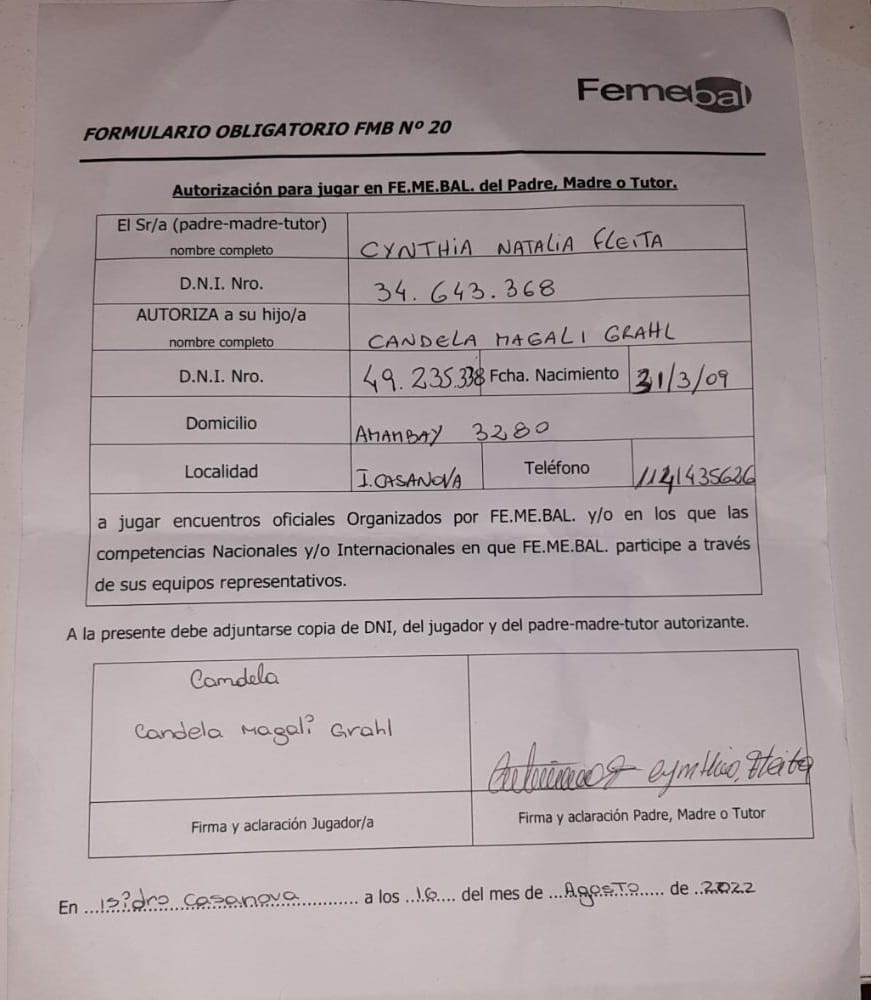 Femebal
FORMULARIO OBLIGATORIO FMB Nº 20
Autorización para jugar en FE.ME.BAL. del Padre, Madre o Tutor.
El Sr/a (padre-madre-tutor)
nombre completo
CYNTHIA NATALIA FLEITA
D.N.I. Nro.
34.643.368
AUTORIZA a su hijo/a
nombre completo
CANDELA MAGALI GRAHL
D.N.I. Nro.
49.235.338
Fcha. Nacimiento
31/3/09
Domicilio
AMAMBAY 3280
Localidad
I. CASANOVA
Teléfono
1141435626
a jugar encuentros oficiales Organizados por FE.ME.BAL. y/o en los que las
competencias Nacionales y/o Internacionales en que FE.ME.BAL. participe a través
de sus equipos representativos.
A la presente debe adjuntarse copia de DNI, del jugador y del padre-madre-tutor autorizante.
Candela
Candela Magali Grahl
Cynthia Fleita
Firma y aclaración Jugador/a
Firma y aclaración Padre, Madre o Tutor
En ...Isidro Casanova............ a los ..16.... del mes de ...Agosto..... de ..2022